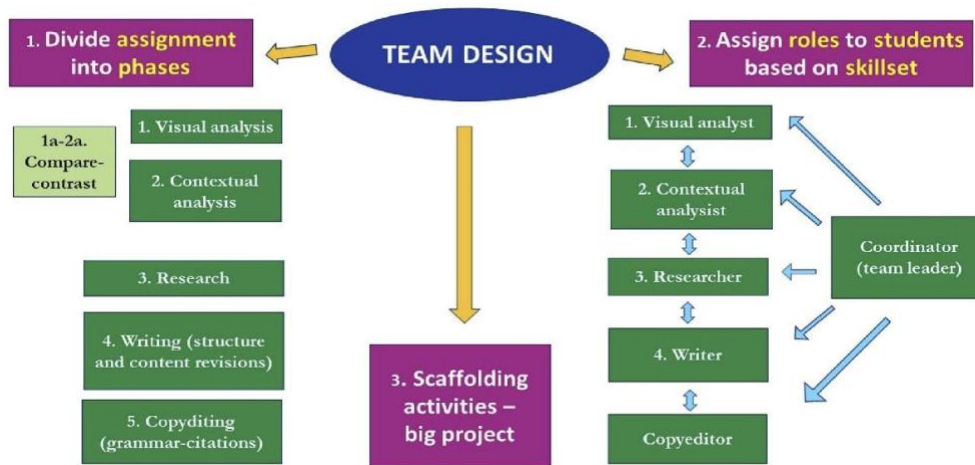 TEAM DESIGN
1. Divide assignment
into phases
1a-2a.
Compare-
contrast
1. Visual analysis
2. Contextual
analysis
3. Research
4. Writing (structure
and content revisions)
5. Copyditing
(grammar-citations)
3. Scaffolding
activities –
big project
2. Assign roles to students
based on skillset
1. Visual analyst
2. Contextual
analysist
3. Researcher
4. Writer
Copyeditor
Coordinator
(team leader)